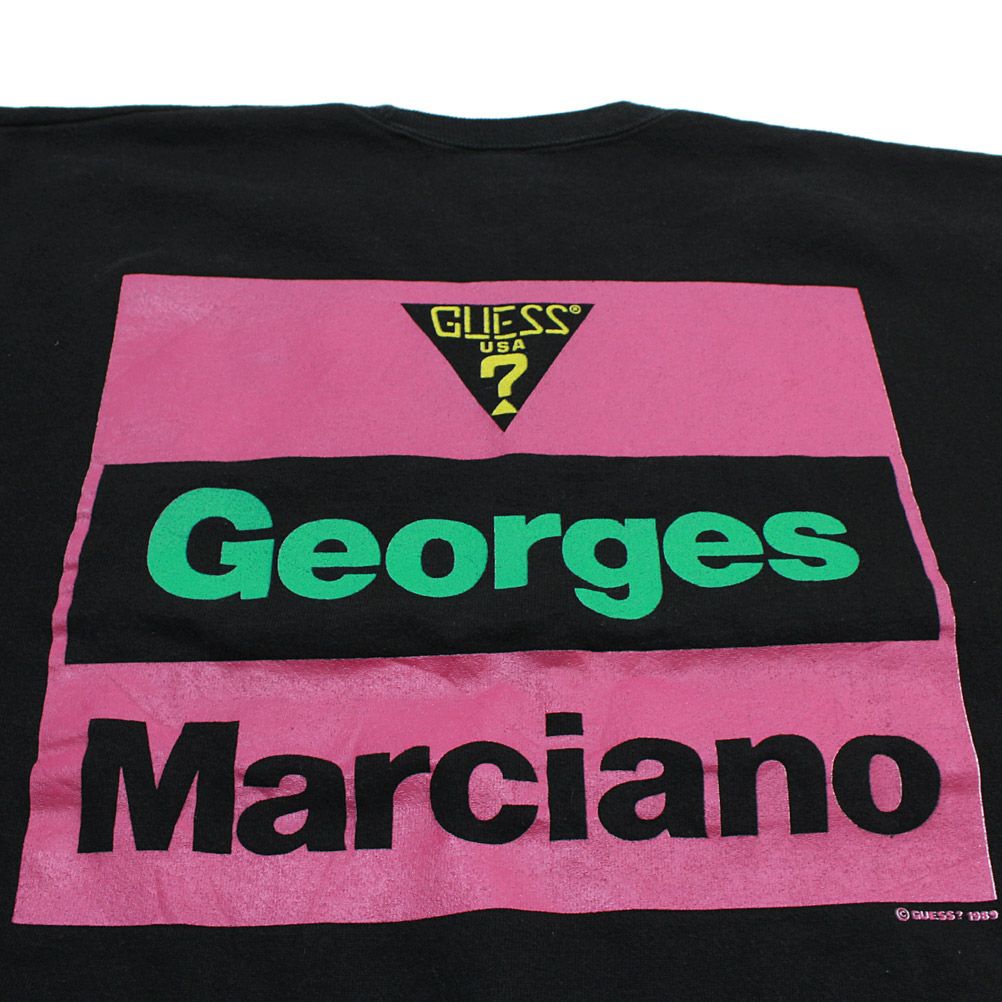 GUESS®
USA
?
Georges
Marciano
© GUESS? 1989